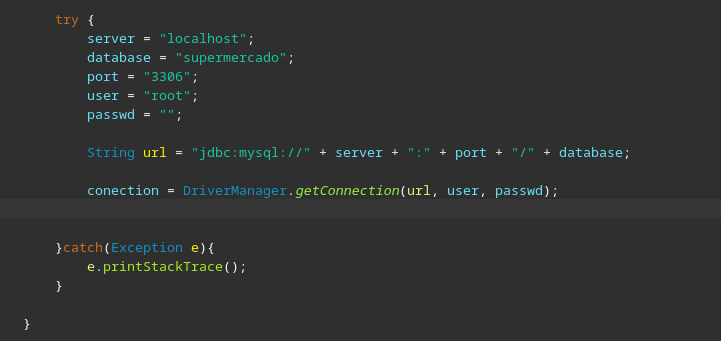 try {
server = "localhost";
database = "supermercado";
port = "3306";
user = "root";
passwd = "";
String url = "jdbc:mysql://" + server + ":" + port + "/" + database;
conection = DriverManager.getConnection(url, user, passwd);
}catch(Exception e){
e.printStackTrace();
}
}